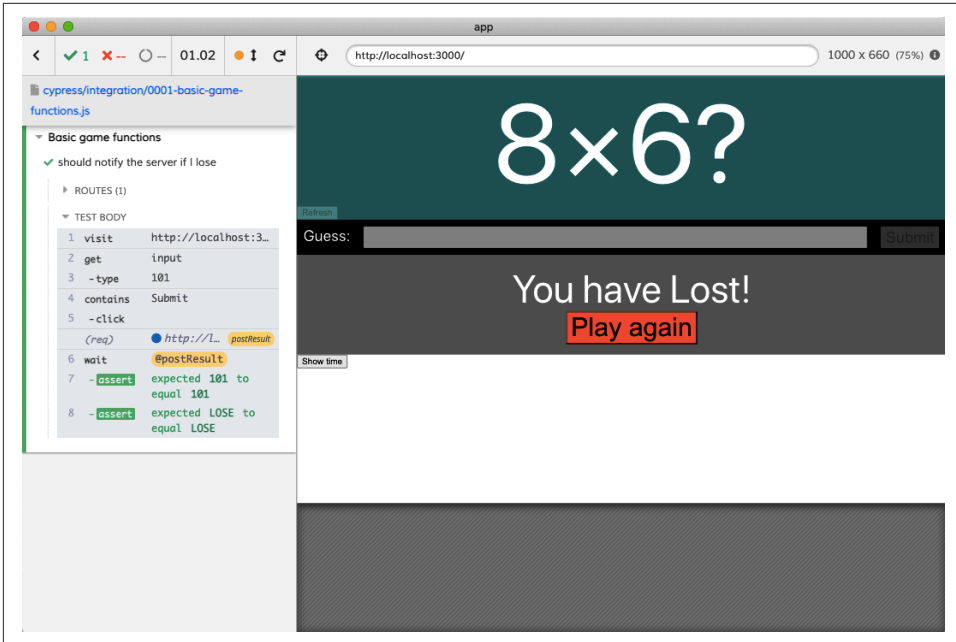 app
1 -- -- 01.02 http://localhost:3000/ 1000 x 660 (75%)
cypress/integration/0001-basic-game-
functions.js
Basic game functions
should notify the server if I lose
ROUTES (1)
TEST BODY
1 visit http://localhost:3…
2 get input
3 -type 101
4 contains Submit
5 -click
(req) http://l… postResult
6 wait @postResult
7 -assert expected 101 to
equal 101
8 -assert expected LOSE to
equal LOSE
8×6?
Refresh
Guess: Submit
You have Lost!
Play again
Show time